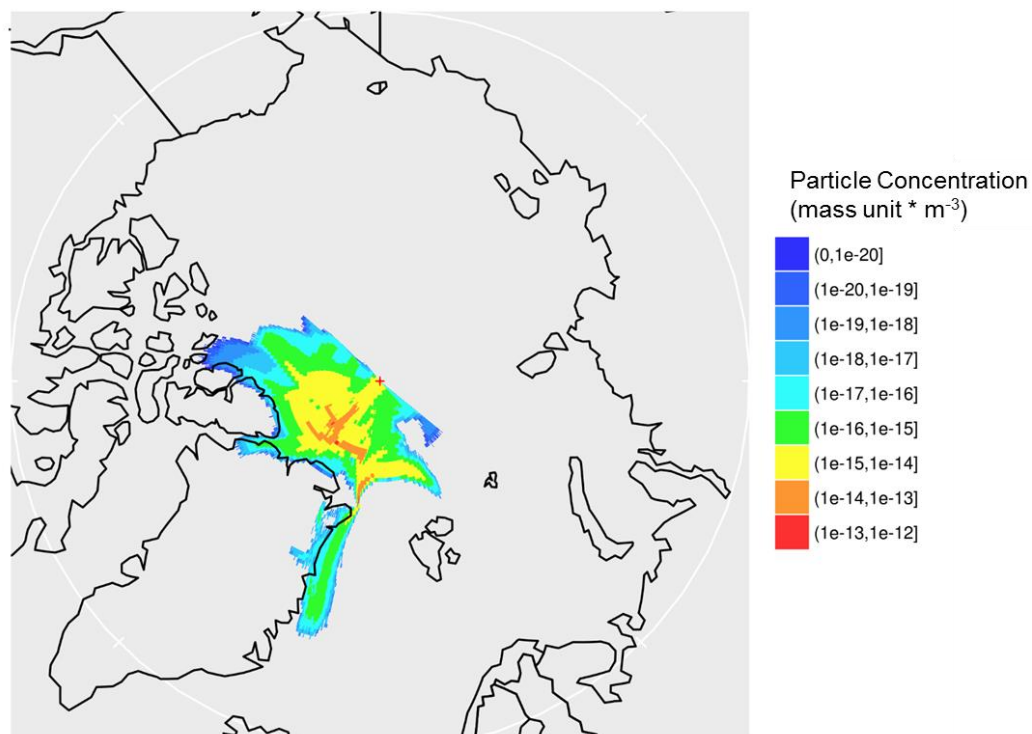 Particle Concentration
(mass unit * m⁻³)
(0,1e-20]
(1e-20,1e-19]
(1e-19,1e-18]
(1e-18,1e-17]
(1e-17,1e-16]
(1e-16,1e-15]
(1e-15,1e-14]
(1e-14,1e-13]
(1e-13,1e-12]